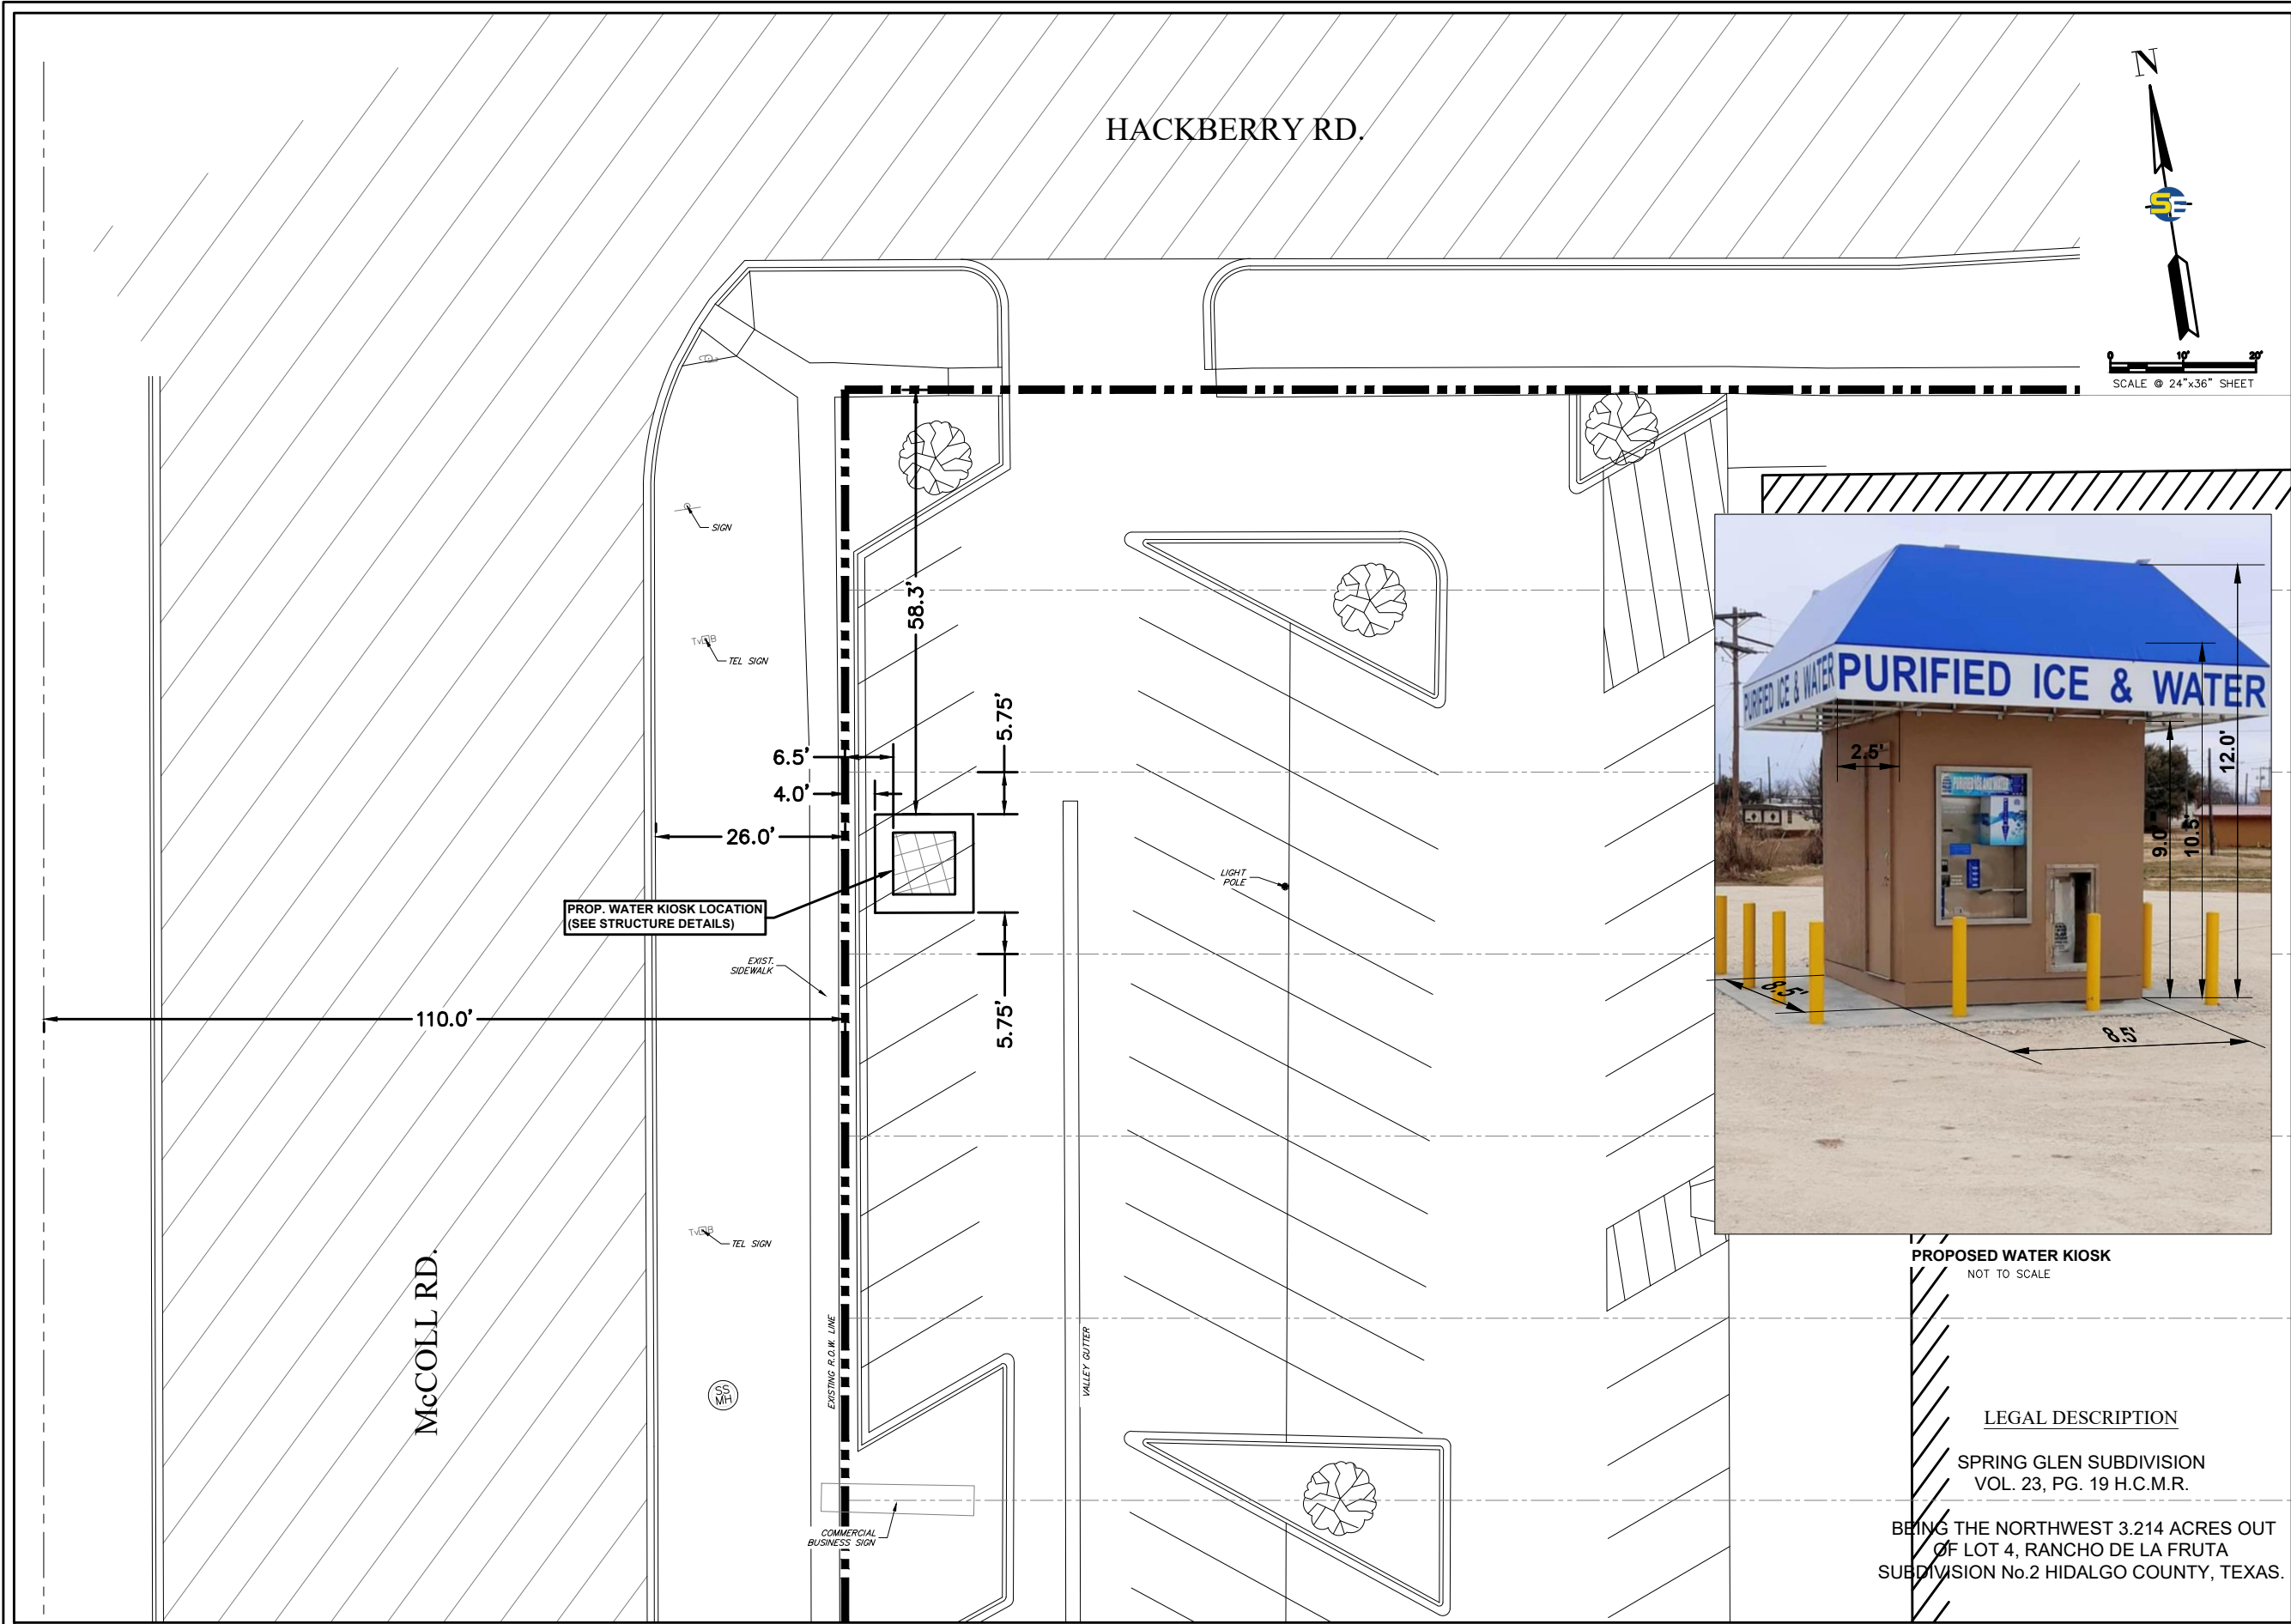 HACKBERRY RD.
N
SE
0 10' 20'
SCALE @ 24"x36" SHEET
SIGN
TEL SIGN
58.3'
5.75'
6.5'
4.0'
26.0'
PROP. WATER KIOSK LOCATION
(SEE STRUCTURE DETAILS)
EXIST.
SIDEWALK
110.0'
5.75'
LIGHT
POLE
TEL SIGN
McCOLL RD.
SS
MH
EXISTING R.O.W. LINE
VALLEY GUTTER
COMMERCIAL
BUSINESS SIGN
PURIFIED ICE & WATER
PURIFIED ICE & WATER
2.5'
9.0'
10.5'
12.0'
8.5'
8.5'
PROPOSED WATER KIOSK
NOT TO SCALE
LEGAL DESCRIPTION
SPRING GLEN SUBDIVISION
VOL. 23, PG. 19 H.C.M.R.
BEING THE NORTHWEST 3.214 ACRES OUT
OF LOT 4, RANCHO DE LA FRUTA
SUBDIVISION No.2 HIDALGO COUNTY, TEXAS.